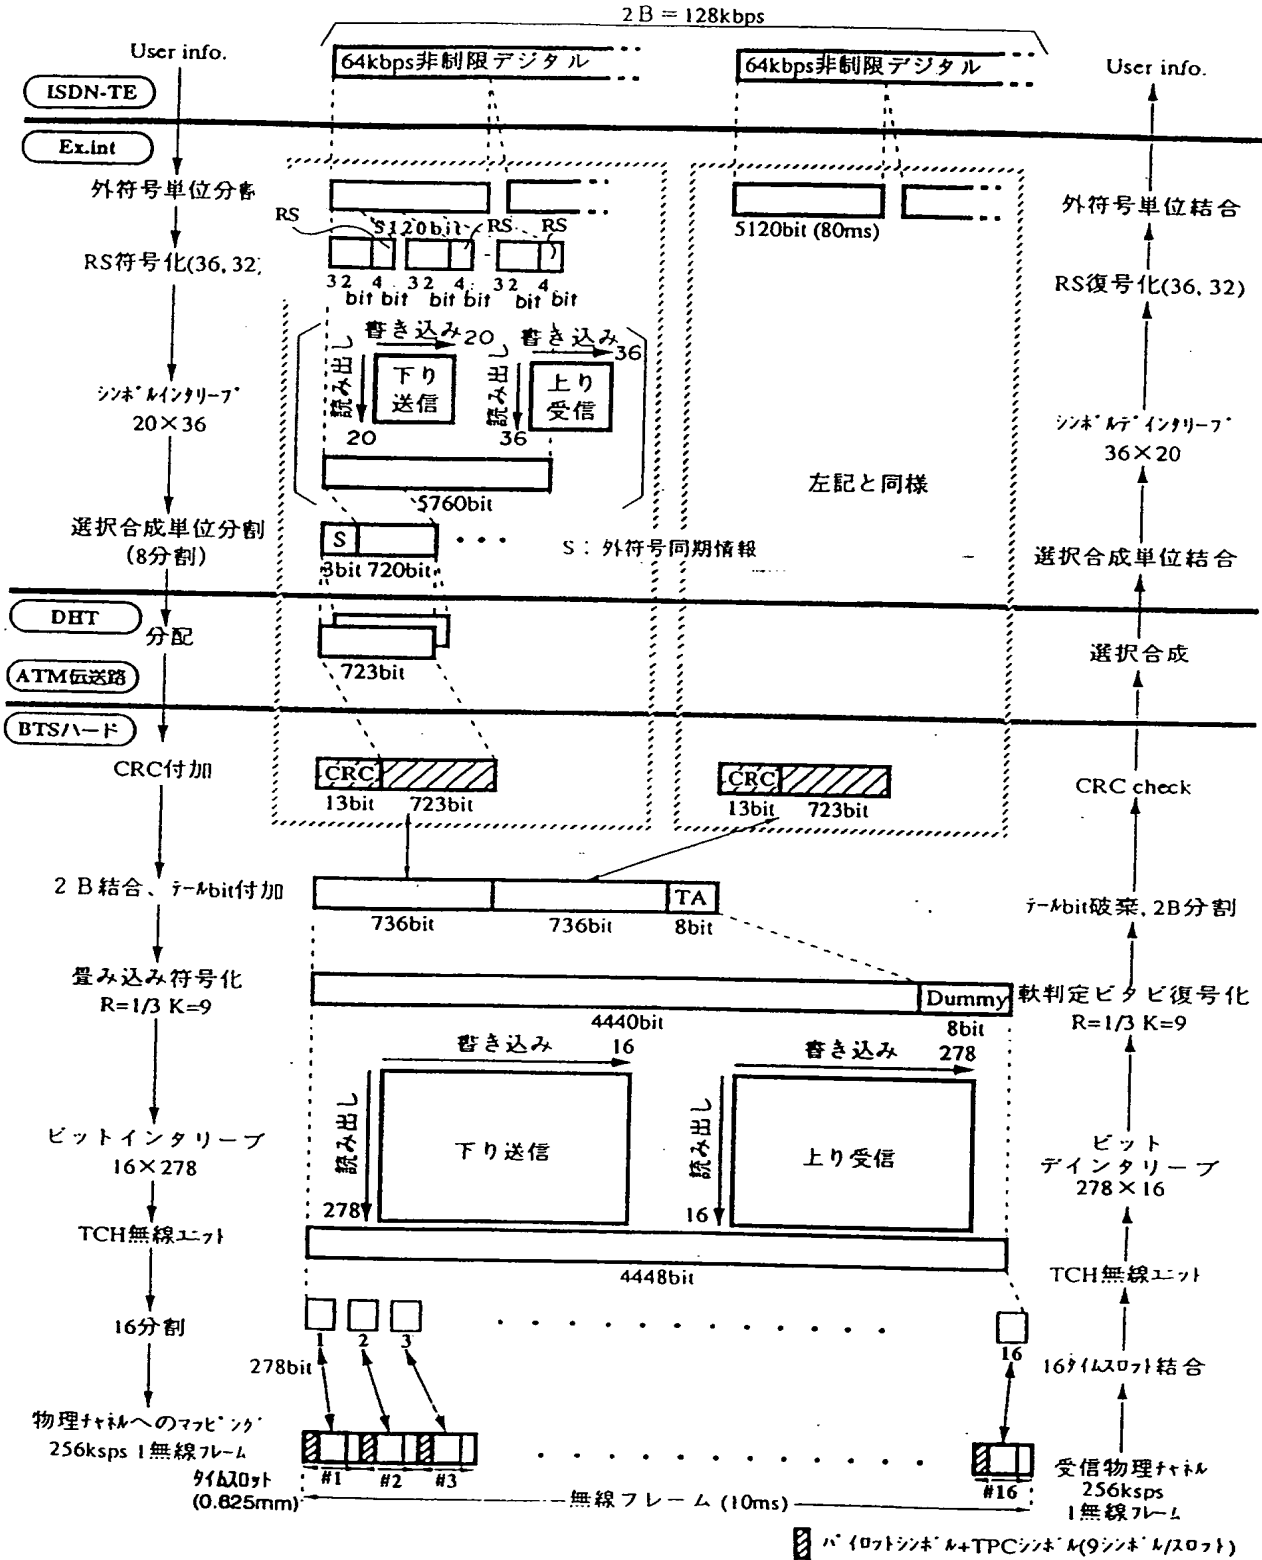 2B = 128kbps
User info.
64kbps非制限デジタル
64kbps非制限デジタル
User info.
ISDN-TE
Ex.int
外符号単位分割
外符号単位結合
RS
5120bit
RS
RS
5120bit (80ms)
RS符号化(36, 32)
RS復号化(36, 32)
32 4 32 4 32 4
bit bit bit bit bit bit
書き込み 20
書き込み 36
読み出し
下り
送信
20
読み出し
上り
受信
36
シンボルインタリーブ
20×36
シンボルデインタリーブ
36×20
5760bit
左記と同様
選択合成単位分割
(8分割)
S
3bit 720bit
S: 外符号同期情報
選択合成単位結合
DHT
分配
723bit
選択合成
ATM伝送路
BTSハード
CRC付加
CRC
13bit 723bit
CRC
13bit 723bit
CRC check
2B結合、テールbit付加
TA
736bit 736bit 8bit
テールbit破棄, 2B分割
畳み込み符号化
R=1/3 K=9
Dummy
4440bit 8bit
軟判定ビタビ復号化
R=1/3 K=9
書き込み 16
書き込み 278
読み出し
下り送信
278
読み出し
上り受信
16
ビットインタリーブ
16×278
ビット
デインタリーブ
278×16
TCH無線ユニット
4448bit
TCH無線ユニット
16分割
1 2 3 16
278bit
16タイムスロット結合
物理チャネルへのマッピング
256ksps 1無線フレーム
#1 #2 #3 #16
タイムスロット
(0.625mm)
無線フレーム (10ms)
受信物理チャネル
256ksps
1無線フレーム
パイロットシンボル+TPCシンボル(9シンボル/スロット)